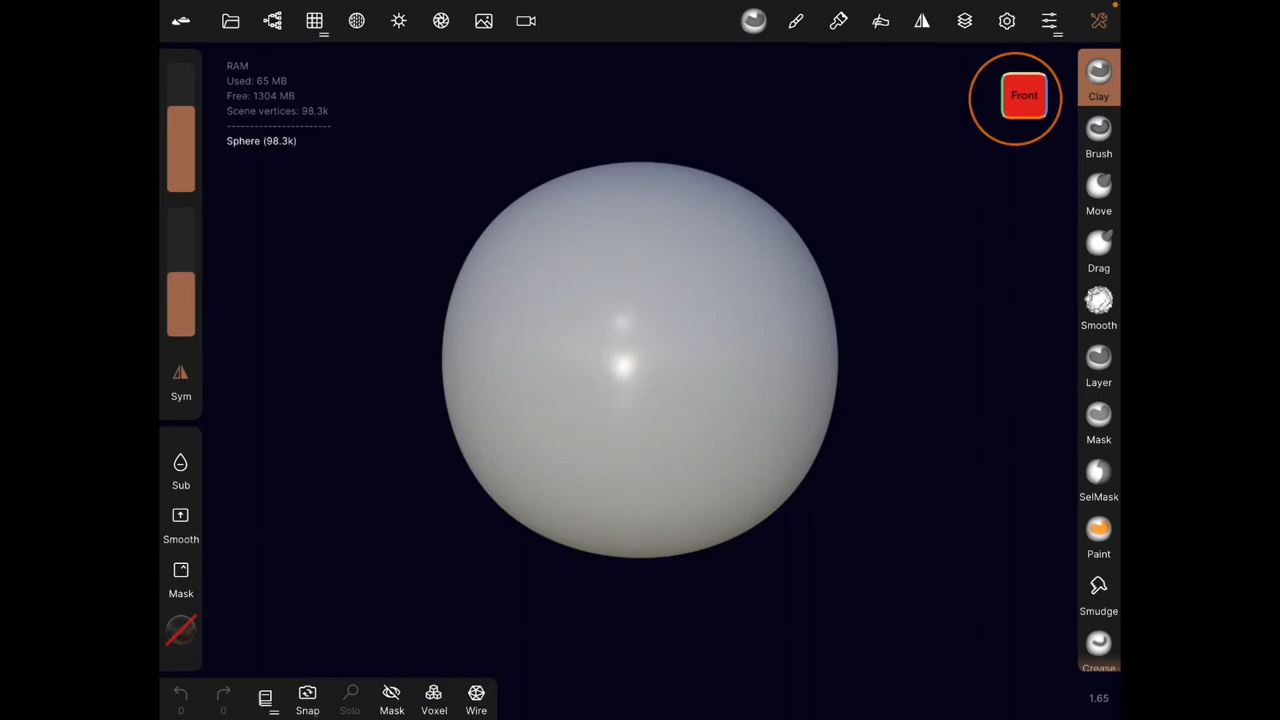 RAM
Used: 65 MB
Free: 1304 MB
Scene vertices: 98.3k
Sphere (98.3k)
Front
Clay
Brush
Move
Drag
Smooth
Layer
Mask
SelMask
Paint
Smudge
Crease
Sym
Sub
Smooth
Mask
0
0
Snap
Solo
Mask
Voxel
Wire
1.65